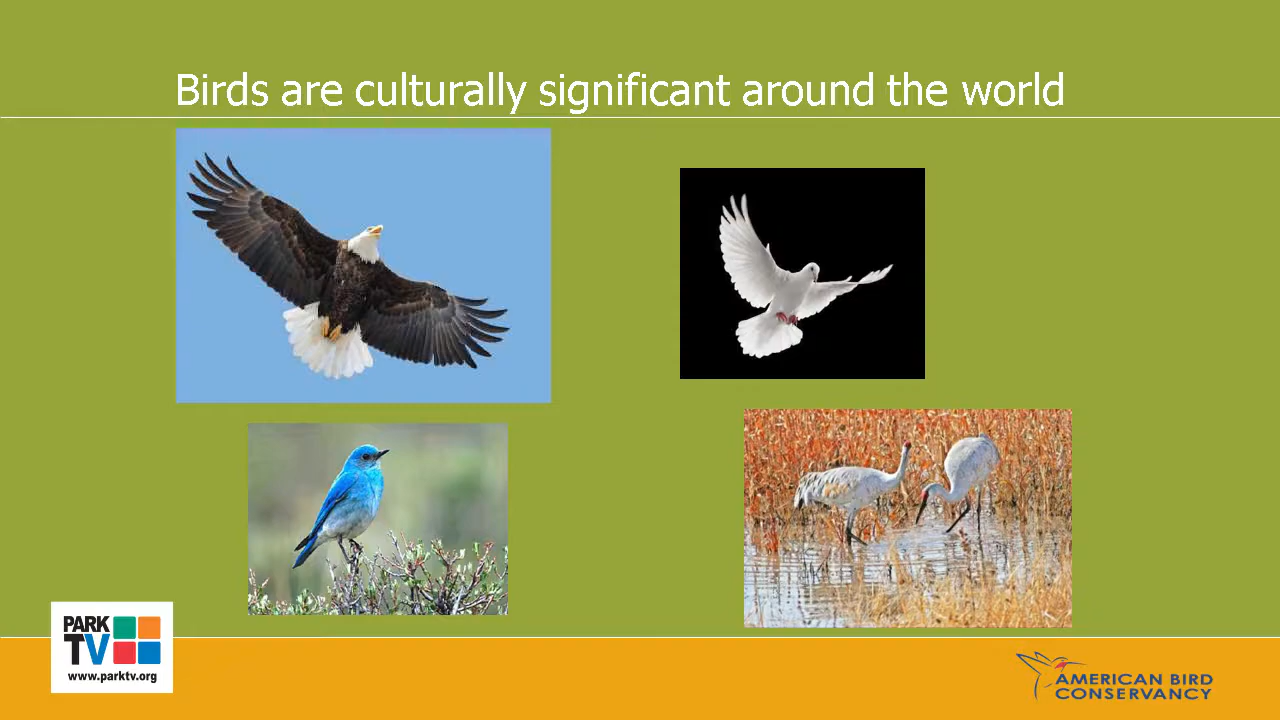 Birds are culturally significant around the world
PARK
TV
www.parktv.org
AMERICAN BIRD
CONSERVANCY